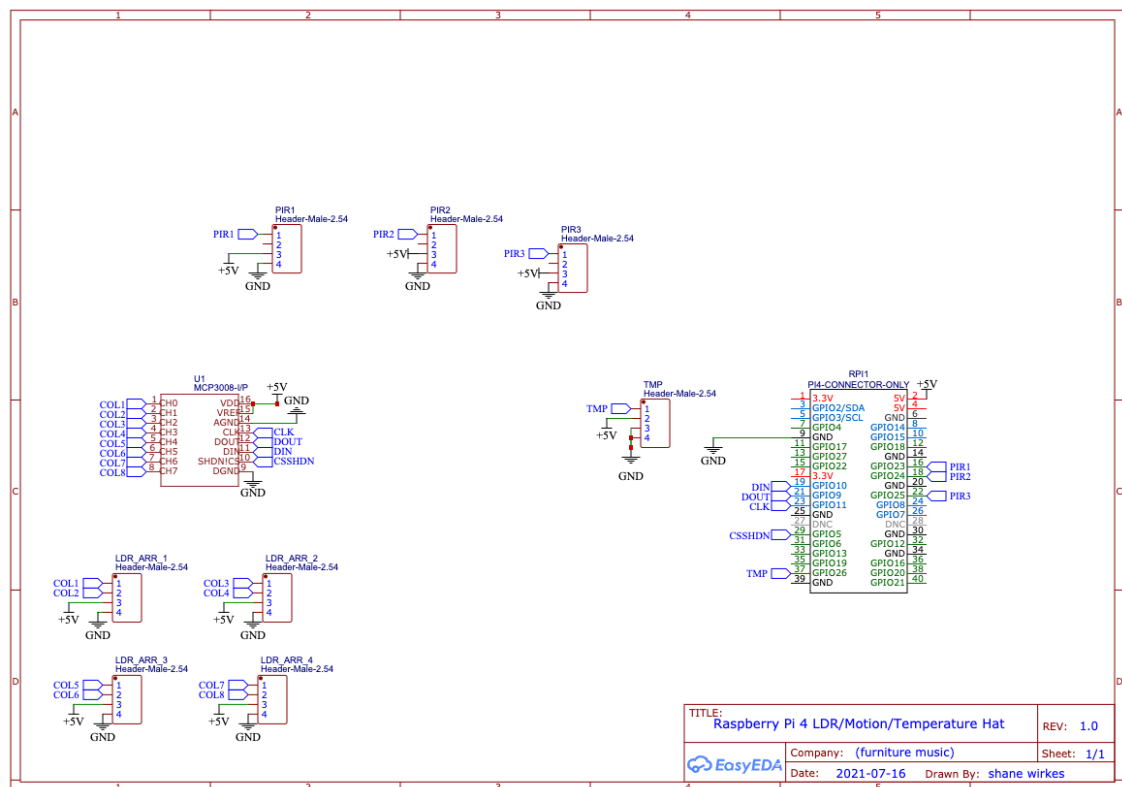 1 2 3 4 5
A A
PIR1
Header-Male-2.54
PIR1
1
2
3
4
+5V
GND
PIR2
Header-Male-2.54
PIR2
1
2
3
4
+5V
GND
PIR3
Header-Male-2.54
PIR3
1
2
3
4
+5V
GND
B B
U1
MCP3008-I/P
COL1 1 CH0
COL2 2 CH1
COL3 3 CH2
COL4 4 CH3
COL5 5 CH4
COL6 6 CH5
COL7 7 CH6
COL8 8 CH7
VDD 16 +5V
VREF 15
AGND 14 GND
CLK 13 CLK
DOUT 12 DOUT
DIN 11 DIN
SHDN!CS 10 CSSHDN
DGND 9
GND
TMP
Header-Male-2.54
TMP
1
2
3
4
+5V
GND
RPI1
PI4-CONNECTOR-ONLY
+5V
1 3.3V 5V 2
3 GPIO2/SDA 5V 4
5 GPIO3/SCL GND 6
7 GPIO4 GPIO14 8
9 GND GPIO15 10
11 GPIO17 GPIO18 12
13 GPIO27 GND 14
15 GPIO22 GPIO23 16 PIR1
17 3.3V GPIO24 18 PIR2
DIN 19 GPIO10 GND 20
DOUT 21 GPIO9 GPIO25 22 PIR3
CLK 23 GPIO11 GPIO8 24
25 GND GPIO7 26
27 DNC DNC 28
CSSHDN 29 GPIO5 GND 30
31 GPIO6 GPIO12 32
33 GPIO13 GND 34
35 GPIO19 GPIO16 36
TMP 37 GPIO26 GPIO20 38
39 GND GPIO21 40
GND
C C
LDR_ARR_1
Header-Male-2.54
COL1 1
COL2 2
3
4
+5V
GND
LDR_ARR_2
Header-Male-2.54
COL3 1
COL4 2
3
4
+5V
GND
LDR_ARR_3
Header-Male-2.54
COL5 1
COL6 2
3
4
+5V
GND
LDR_ARR_4
Header-Male-2.54
COL7 1
COL8 2
3
4
+5V
GND
D D
TITLE:
Raspberry Pi 4 LDR/Motion/Temperature Hat
REV: 1.0
EasyEDA
Company: (furniture music)
Sheet: 1/1
Date: 2021-07-16 Drawn By: shane wirkes
1 2 3 4 5